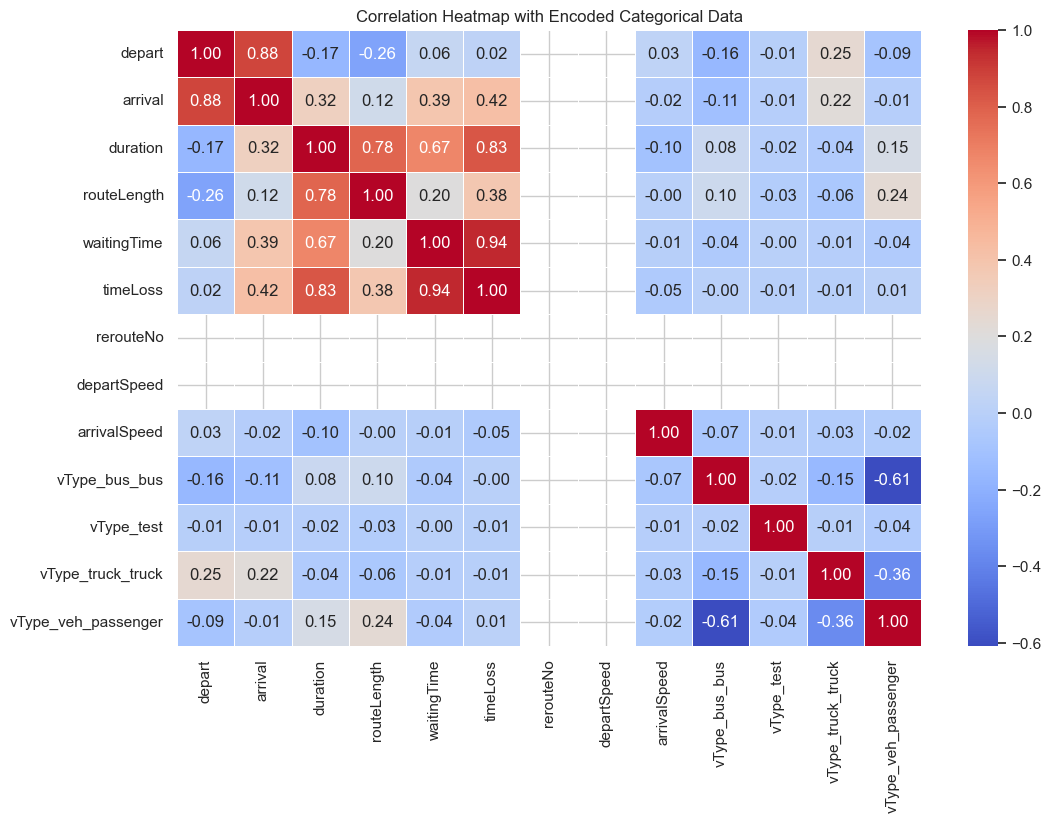 Correlation Heatmap with Encoded Categorical Data
depart 1.00 0.88 -0.17 -0.26 0.06 0.02 0.03 -0.16 -0.01 0.25 -0.09
arrival 0.88 1.00 0.32 0.12 0.39 0.42 -0.02 -0.11 -0.01 0.22 -0.01
duration -0.17 0.32 1.00 0.78 0.67 0.83 -0.10 0.08 -0.02 -0.04 0.15
routeLength -0.26 0.12 0.78 1.00 0.20 0.38 -0.00 0.10 -0.03 -0.06 0.24
waitingTime 0.06 0.39 0.67 0.20 1.00 0.94 -0.01 -0.04 -0.00 -0.01 -0.04
timeLoss 0.02 0.42 0.83 0.38 0.94 1.00 -0.05 -0.00 -0.01 -0.01 0.01
rerouteNo
departSpeed
arrivalSpeed 0.03 -0.02 -0.10 -0.00 -0.01 -0.05 1.00 -0.07 -0.01 -0.03 -0.02
vType_bus_bus -0.16 -0.11 0.08 0.10 -0.04 -0.00 -0.07 1.00 -0.02 -0.15 -0.61
vType_test -0.01 -0.01 -0.02 -0.03 -0.00 -0.01 -0.01 -0.02 1.00 -0.01 -0.04
vType_truck_truck 0.25 0.22 -0.04 -0.06 -0.01 -0.01 -0.03 -0.15 -0.01 1.00 -0.36
vType_veh_passenger -0.09 -0.01 0.15 0.24 -0.04 0.01 -0.02 -0.61 -0.04 -0.36 1.00
depart
arrival
duration
routeLength
waitingTime
timeLoss
rerouteNo
departSpeed
arrivalSpeed
vType_bus_bus
vType_test
vType_truck_truck
vType_veh_passenger
1.0
0.8
0.6
0.4
0.2
0.0
−0.2
−0.4
−0.6